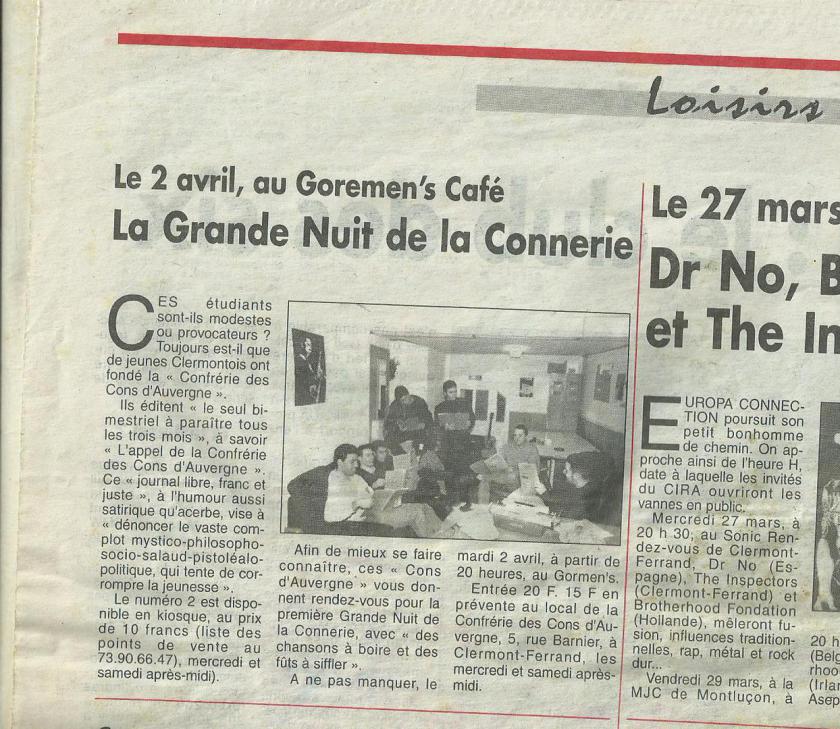 Loisirs
Le 2 avril, au Goremen's Café
La Grande Nuit de la Connerie
CES étudiants
sont-ils modestes
ou provocateurs ?
Toujours est-il que
de jeunes Clermontois ont
fondé la « Confrérie des
Cons d'Auvergne ».
Ils éditent « le seul bi-
mestriel à paraître tous
les trois mois », à savoir
« L'appel de la Confrérie
des Cons d'Auvergne ».
Ce « journal libre, franc et
juste », à l'humour aussi
satirique qu'acerbe, vise à
« dénoncer le vaste com-
plot mystico-philosopho-
socio-salaud-pistoléalo-
politique, qui tente de cor-
rompre la jeunesse ».
Le numéro 2 est dispo-
nible en kiosque, au prix
de 10 francs (liste des
points de vente au
73.90.66.47), mercredi et
samedi après-midi).
Afin de mieux se faire
connaître, ces « Cons
d'Auvergne » vous don-
nent rendez-vous pour la
première Grande Nuit de
la Connerie, avec « des
chansons à boire et des
fûts à siffler ».
A ne pas manquer, le
mardi 2 avril, à partir de
20 heures, au Gormen's.
Entrée 20 F. 15 F en
prévente au local de la
Confrérie des Cons d'Au-
vergne, 5, rue Barnier, à
Clermont-Ferrand, les
mercredi et samedi après-
midi.
Le 27 mars
Dr No, B
et The In
EUROPA CONNEC-
TION poursuit son
petit bonhomme
de chemin. On ap-
proche ainsi de l'heure H,
date à laquelle les invités
du CIRA ouvriront les
vannes en public.
Mercredi 27 mars, à
20 h 30, au Sonic Ren-
dez-vous de Clermont-
Ferrand, Dr No (Es-
pagne), The Inspectors
(Clermont-Ferrand) et
Brotherhood Fondation
(Hollande), mêleront fu-
sion, influences tradition-
nelles, rap, métal et rock
dur...
Vendredi 29 mars, à la
MJC de Montluçon, à
20 h
(Belg
rhoo
(Irlan
Asep